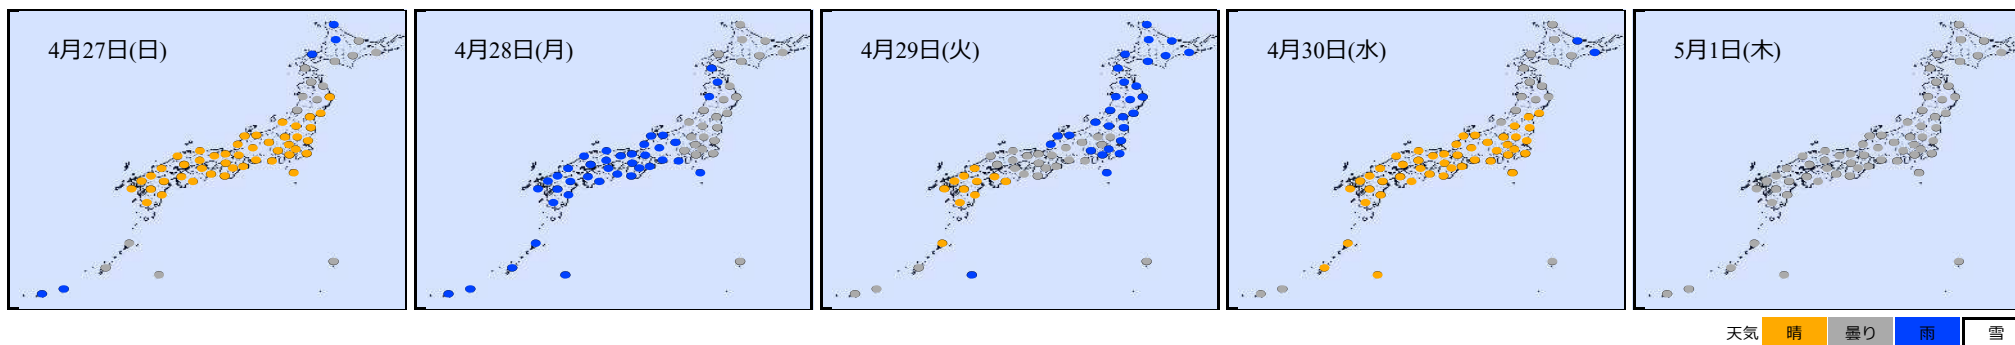 4月27日(日)
4月28日(月)
4月29日(火)
4月30日(水)
5月1日(木)
天気 晴 曇り 雨 雪